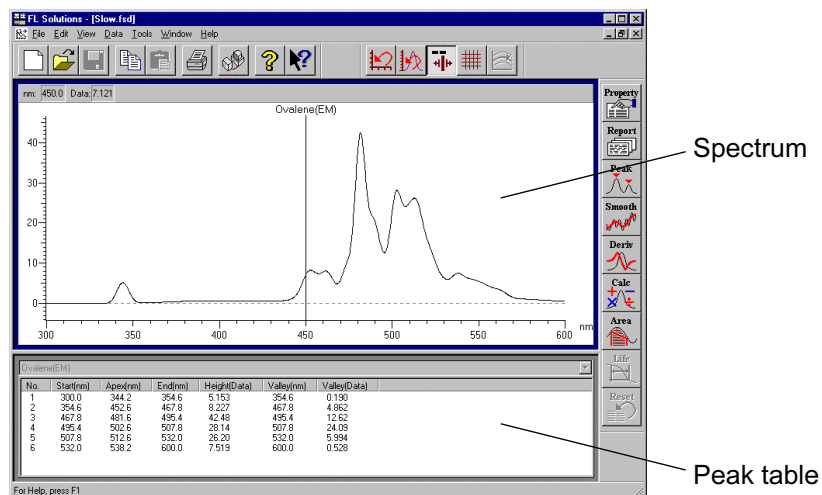 FL Solutions - [Slow.fsd]
File Edit View Data Tools Window Help
nm: 450.0 Data: 7.121
Ovalene(EM)
40
30
20
10
0
300 350 400 450 500 550 600 nm
Property
Report
Peak
Smooth
Deriv
Calc
Area
Life
Reset
Spectrum
Ovalene(EM)
No. Start(nm) Apex(nm) End(nm) Height(Data) Valley(nm) Valley(Data)
1 300.0 344.2 354.6 5.153 354.6 0.190
2 354.6 452.6 467.8 8.227 467.8 4.862
3 467.8 481.6 495.4 42.48 495.4 12.62
4 495.4 502.6 507.8 28.14 507.8 24.09
5 507.8 512.6 532.0 26.20 532.0 5.994
6 532.0 538.2 600.0 7.519 600.0 0.528
Peak table
For Help, press F1